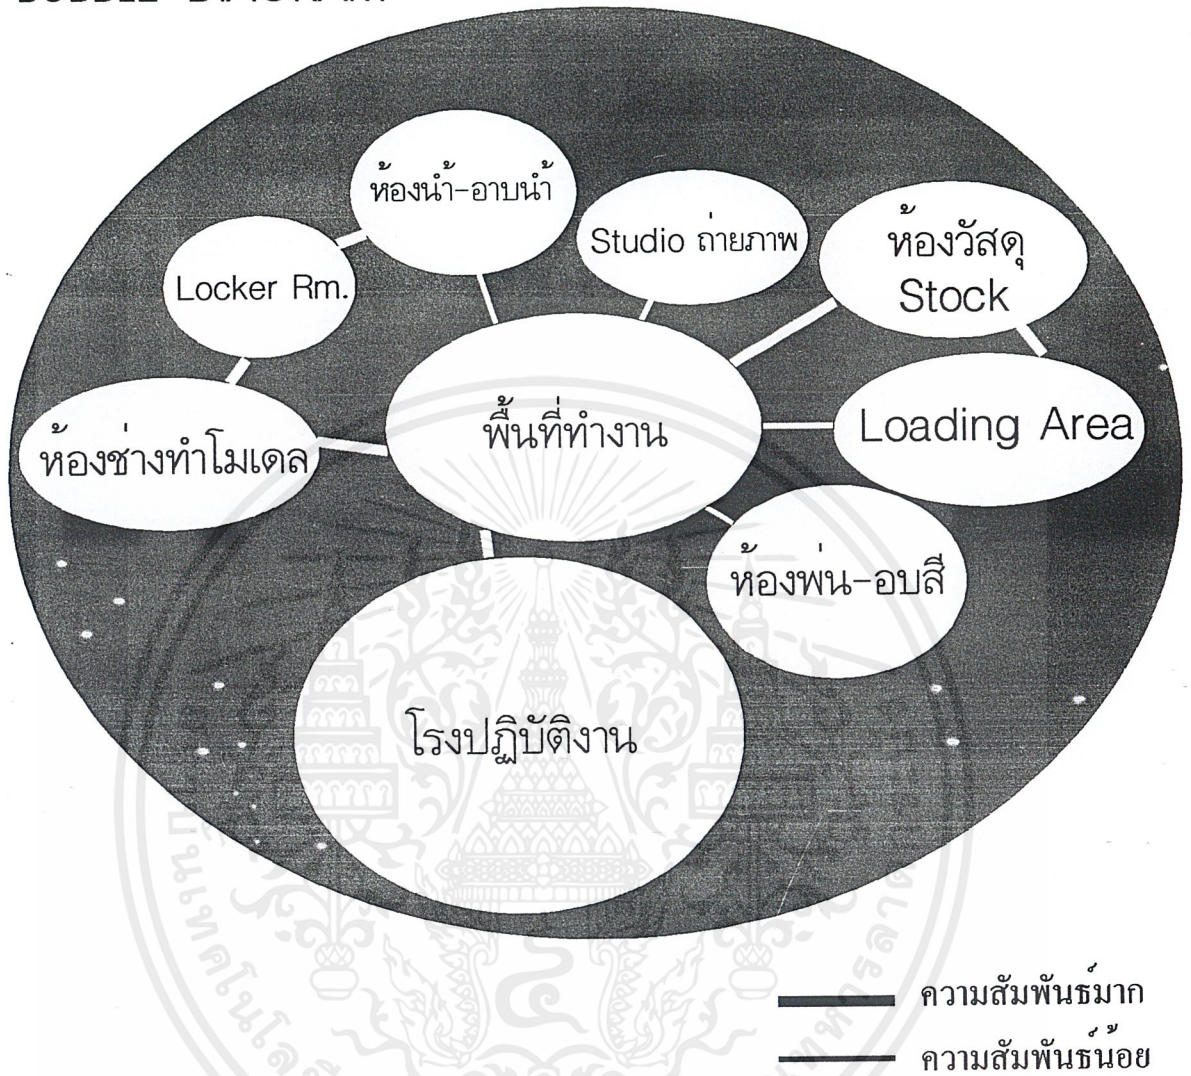 BUBBLE DIAGRAM
ห้องน้ำ-อาบน้ำ
Studio ถ่ายภาพ
ห้องวัสดุ
Stock
Locker Rm.
พื้นที่ทำงาน
Loading Area
ห้องช่างทำโมเดล
ห้องพ่น-อบสี
โรงปฏิบัติงาน
ความสัมพันธ์มาก
ความสัมพันธ์น้อย